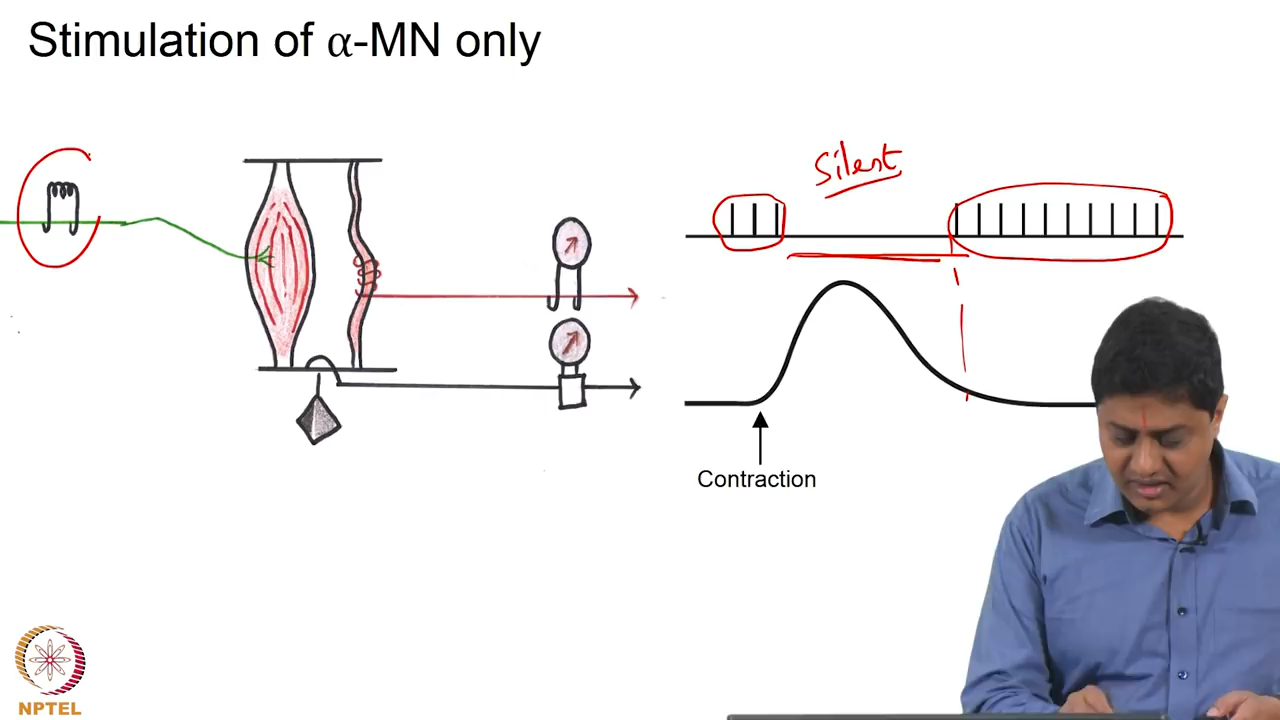 Stimulation of α-MN only
Silent
Contraction
NPTEL